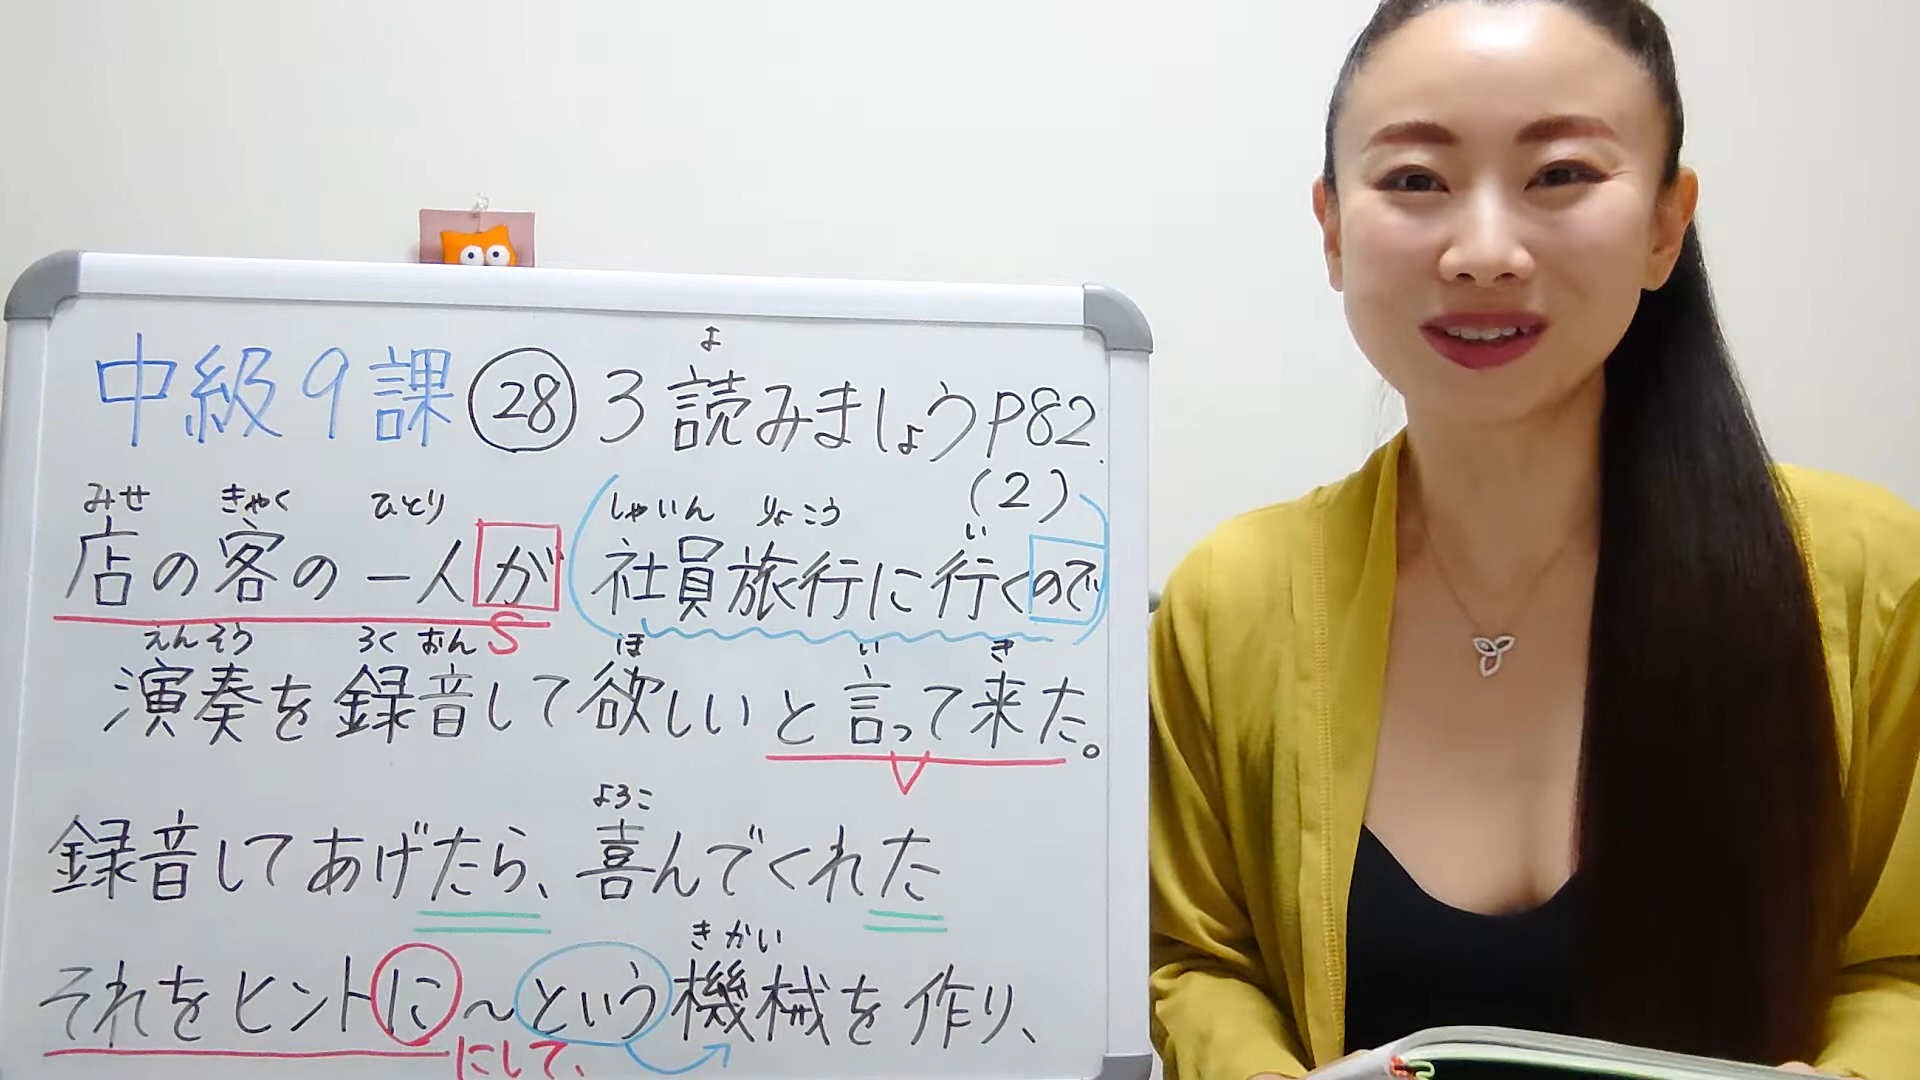 よ
中級9課 ㉘ 3 読みましょう P82
(2)
みせ きゃく ひとり しゃいん りょこう い
店の客の一人が 社員旅行に行くので
S
えんそう ろくおん ほ い き
演奏を録音して欲しいと言って来た。
V
よろこ
録音してあげたら、喜んでくれた
きかい
それをヒントに〜という機械を作り、
にして、